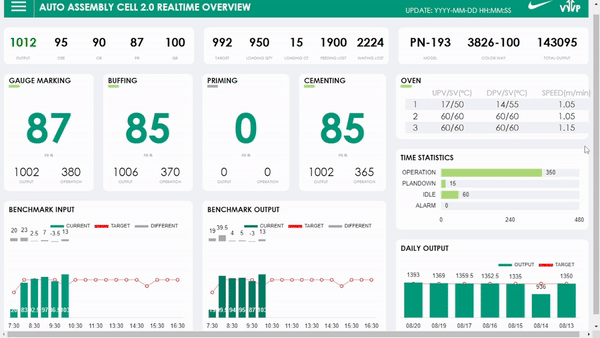 AUTO ASSEMBLY CELL 2.0 REALTIME OVERVIEW
UPDATE: YYYY-MM-DD HH:MM:SS
1012 95 90 87 100
OUTPUT OEE OR PR QR
992 950 15 1900 2224
TARGET LOADING QTY LOADING CT FEEDING LOST WAITING LOST
PN-193 3826-100 143095
MODEL COLOR WAY TOTAL OUTPUT
GAUGE MARKING
87
1002 380
OUTPUT OPERATION
BUFFING
85
1006 370
OUTPUT OPERATION
PRIMING
0
0 0
OUTPUT OPERATION
CEMENTING
85
1002 365
OUTPUT OPERATION
OVEN
UPV/SV(°C) DPV/SV(°C) SPEED(m/min)
1 17/50 14/55 1.05
2 60/60 60/60 1.05
3 60/60 60/60 1.15
TIME STATISTICS
OPERATION 350
PLANDOWN 15
IDLE 60
ALARM 0
0 240 480
BENCHMARK INPUT
CURRENT TARGET DIFFERENT
20 23 2.5 7 -3.5 13
7:30 8:30 9:30 10:30 11:30 12:30 13:30 14:30 15:30 16:30
BENCHMARK OUTPUT
CURRENT TARGET DIFFERENT
19 39.5 4 5 -3 13
7:30 8:30 9:30 10:30 11:30 12:30 13:30 14:30 15:30 16:30
DAILY OUTPUT
OUTPUT TARGET
1393 1369 1359.5 1352.5 1335 936 1350
08/20 08/19 08/17 08/16 08/15 08/14 08/13